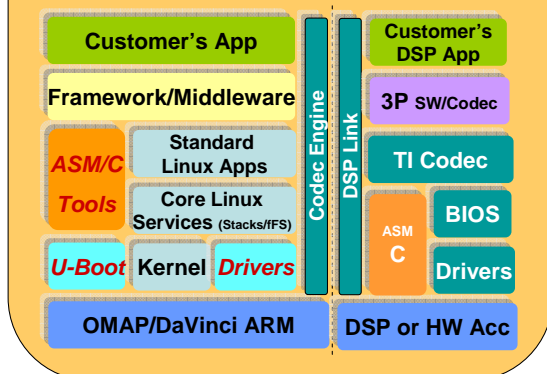 Customer's App
Framework/Middleware
ASM/C
Tools
Standard
Linux Apps
Core Linux
Services (Stacks/fFS)
U-Boot
Kernel
Drivers
OMAP/DaVinci ARM
Codec Engine
DSP Link
Customer's
DSP App
3P SW/Codec
TI Codec
ASM
C
BIOS
Drivers
DSP or HW Acc